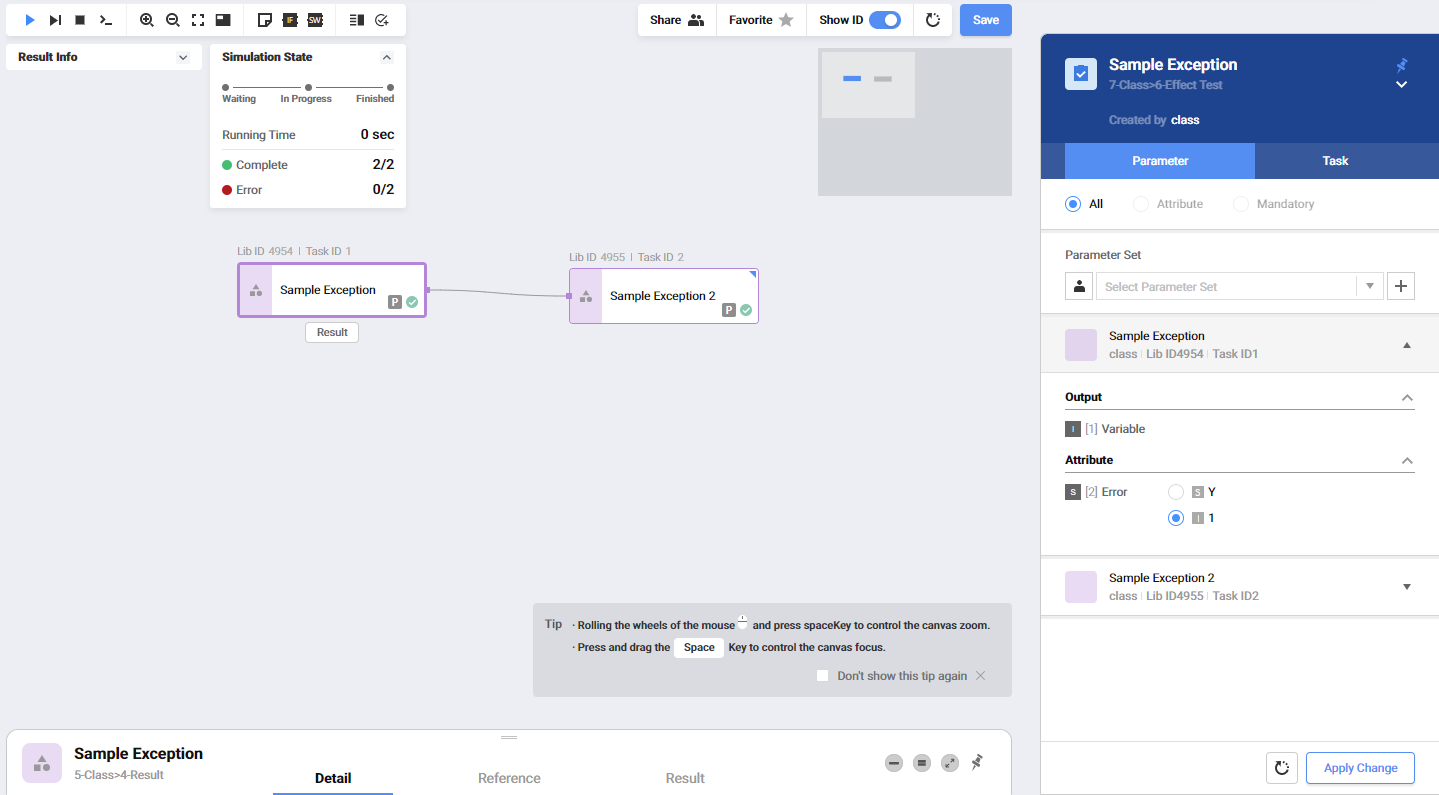 IF
SW
Share
Favorite
Show ID
Save
Result Info
Simulation State
Waiting
In Progress
Finished
Running Time
0 sec
Complete
2/2
Error
0/2
Lib ID 4954 | Task ID 1
Sample Exception
P
Result
Lib ID 4955 | Task ID 2
Sample Exception 2
P
Tip
· Rolling the wheels of the mouse and press spaceKey to control the canvas zoom.
· Press and drag the Space Key to control the canvas focus.
Don't show this tip again
Sample Exception
5-Class>4-Result
Detail
Reference
Result
Sample Exception
7-Class>6-Effect Test
Created by class
Parameter
Task
All
Attribute
Mandatory
Parameter Set
Select Parameter Set
Sample Exception
class | Lib ID4954 | Task ID1
Output
I [1] Variable
Attribute
S [2] Error
S Y
I 1
Sample Exception 2
class | Lib ID4955 | Task ID2
Apply Change